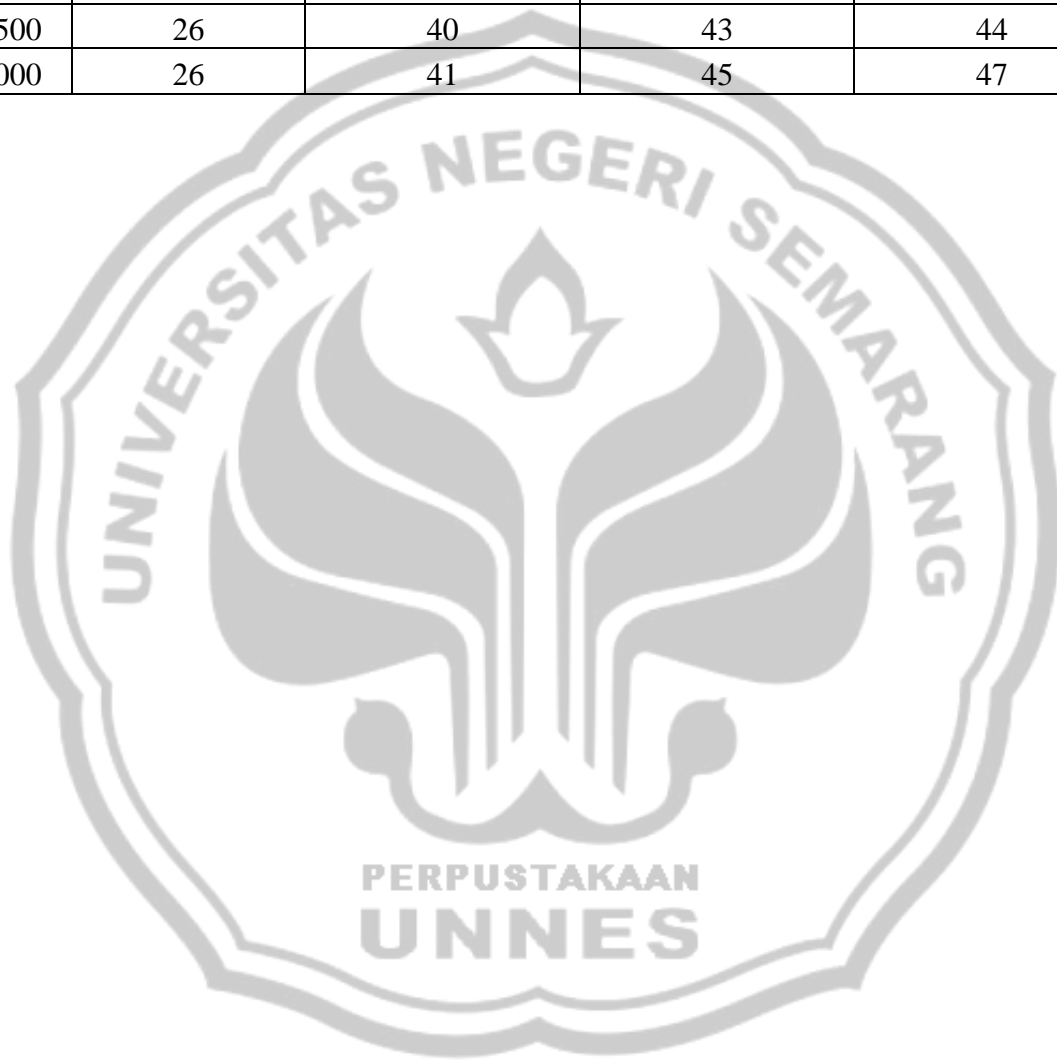 500 26 40 43 44
000 26 41 45 47
UNIVERSITAS NEGERI SEMARANG
PERPUSTAKAAN
UNNES